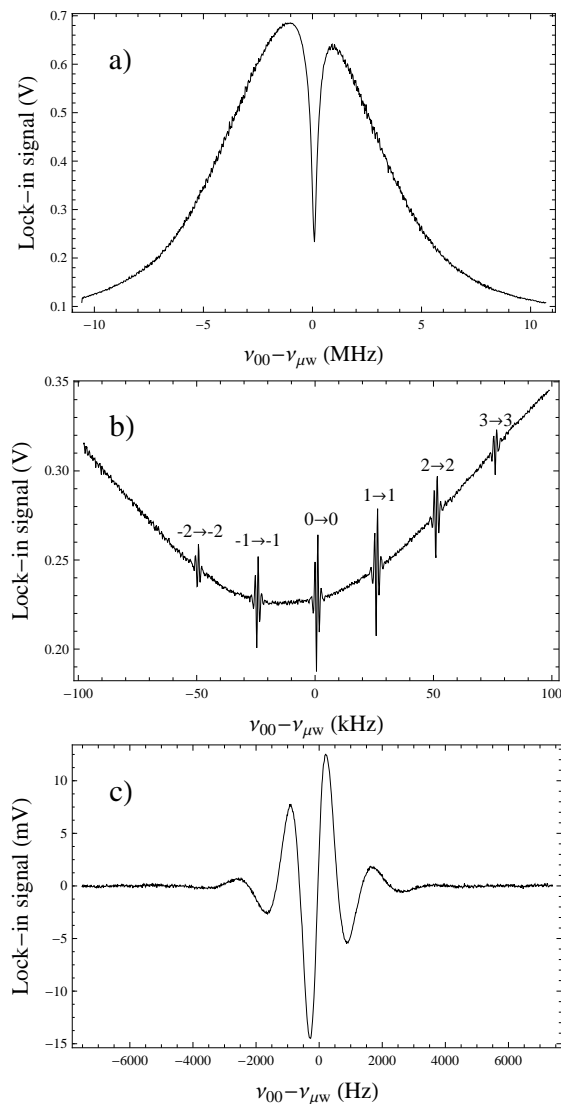 a)
Lock−in signal (V)
0.7
0.6
0.5
0.4
0.3
0.2
0.1
−10 −5 0 5 10
ν00−νμw (MHz)
b)
Lock−in signal (V)
0.35
0.30
0.25
0.20
-2→-2 -1→-1 0→0 1→1 2→2 3→3
−100 −50 0 50 100
ν00−νμw (kHz)
c)
Lock−in signal (mV)
10
5
0
−5
−10
−15
−6000 −4000 −2000 0 2000 4000 6000
ν00−νμw (Hz)